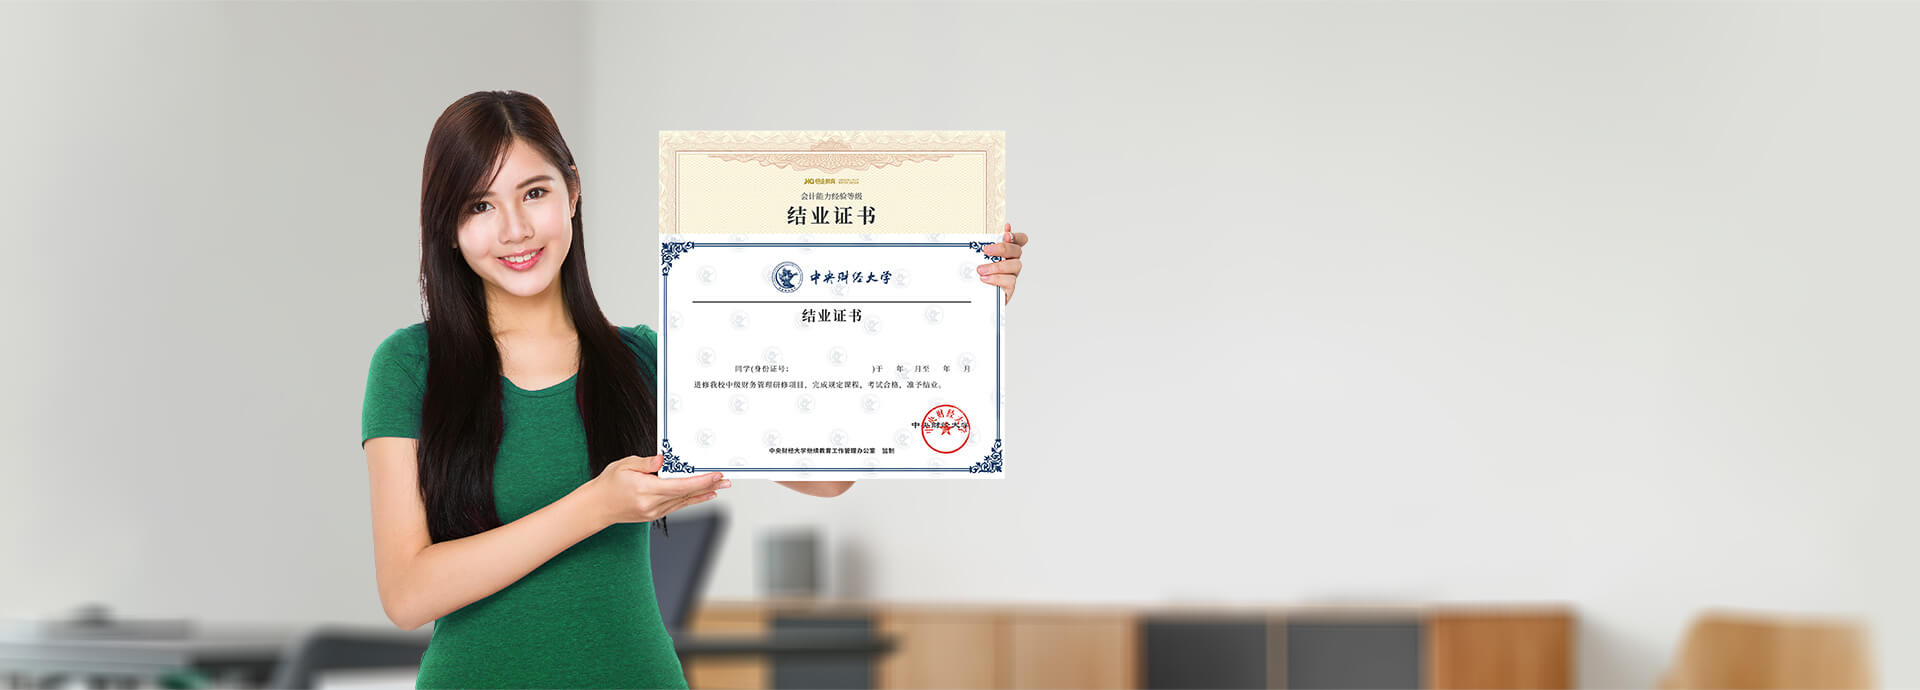 恒企教育
会计能力经验等级
结业证书
中央财经大学
结业证书
同学(身份证号: )于 年 月至 年 月
进修我校中级财务管理研修项目，完成规定课程，考试合格，准予结业。
中央财经大学
中央财经大学继续教育工作管理办公室 监制